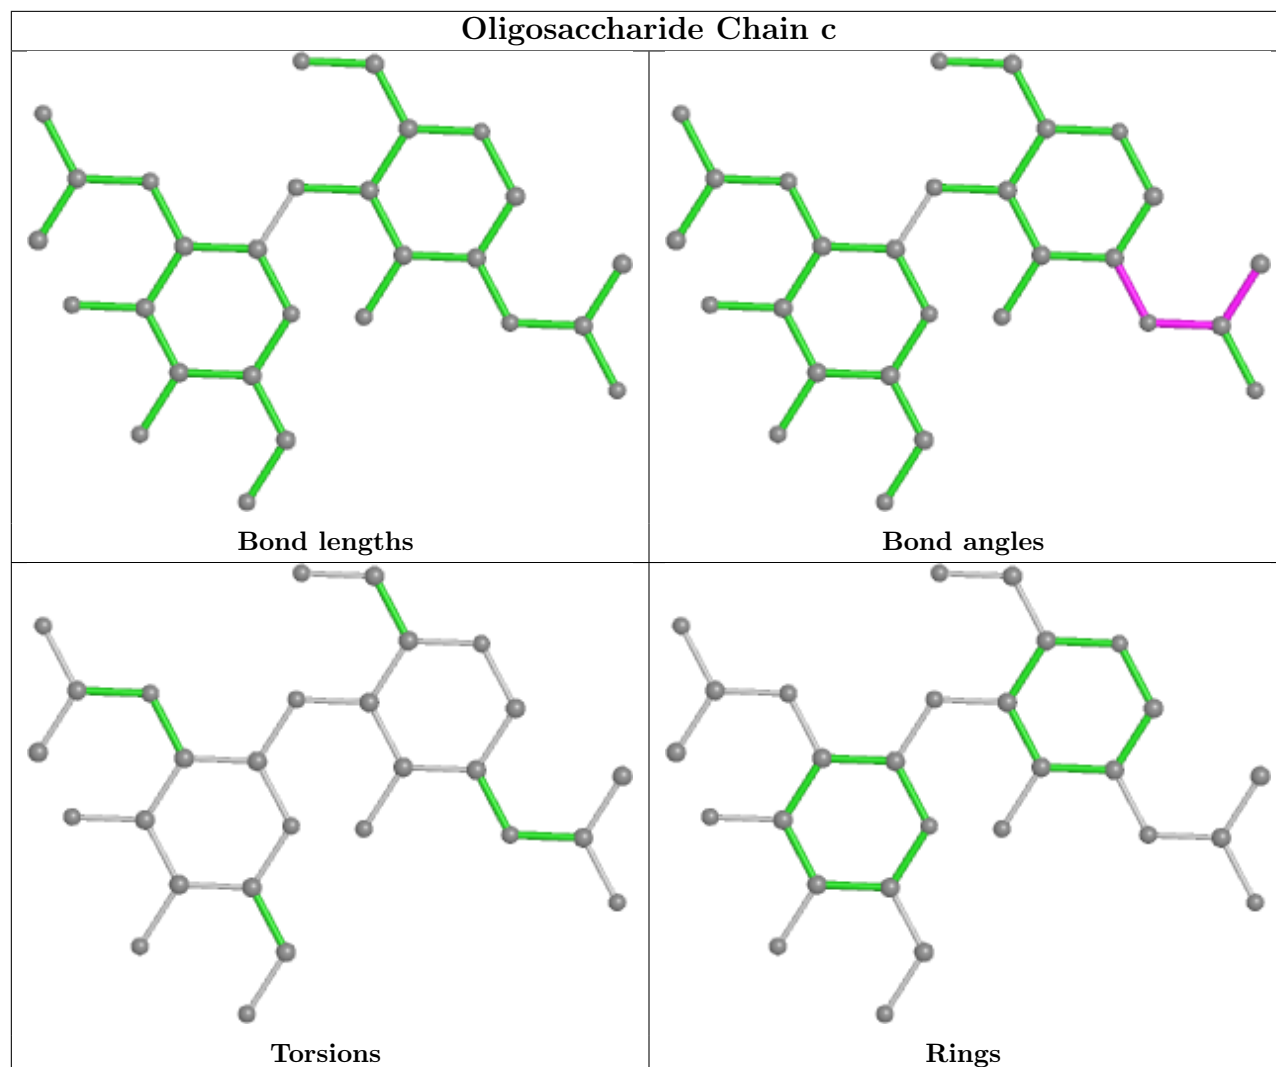 Oligosaccharide Chain c
Bond lengths
Bond angles
Torsions
Rings